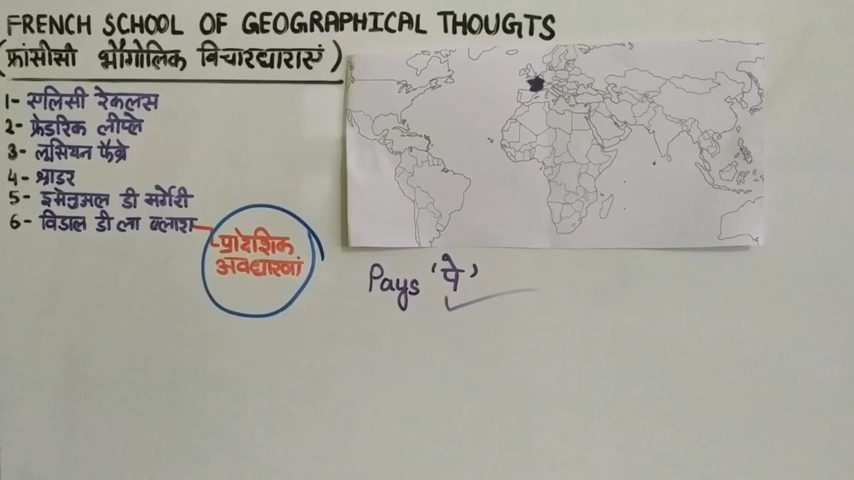 FRENCH SCHOOL OF GEOGRAPHICAL THOUGTS
(फ्रांसीसी भौगोलिक विचारधाराएं)
1- एलिसी रेकलस
2- फ्रेडरिक लीप्ले
3- लूसियन फैब्रे
4- श्राडर
5- इमेनुमल डी मर्गेरी
6- विडाल डी ला ब्लाश
प्रादेशिक
अवधारणां
Pays 'पे'